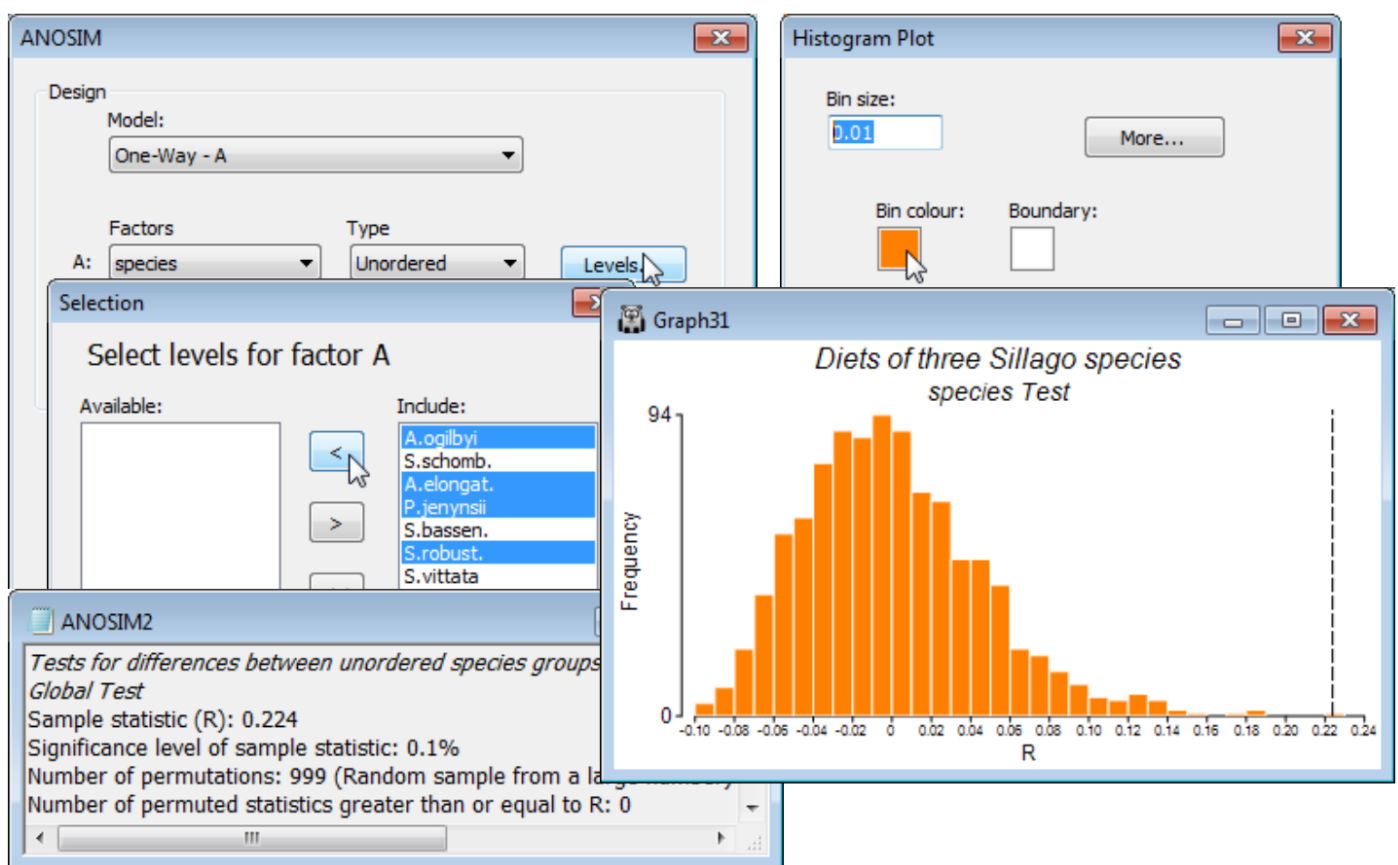 ANOSIM
Design
Model:
One-Way - A
Factors
Type
A:
species
Unordered
Levels.
Selection
Select levels for factor A
Available:
Include:
<
>
A.ogilbyi
S.schomb.
A.elongat.
P.jenynsii
S.bassen.
S.robust.
S.vittata
Histogram Plot
Bin size:
0.01
More...
Bin colour:
Boundary:
Graph31
Diets of three Sillago species
species Test
94
Frequency
0
-0.10 -0.08 -0.06 -0.04 -0.02 0 0.02 0.04 0.06 0.08 0.10 0.12 0.14 0.16 0.18 0.20 0.22 0.24
R
ANOSIM2
Tests for differences between unordered species groups
Global Test
Sample statistic (R): 0.224
Significance level of sample statistic: 0.1%
Number of permutations: 999 (Random sample from a
Number of permuted statistics greater than or equal to R: 0